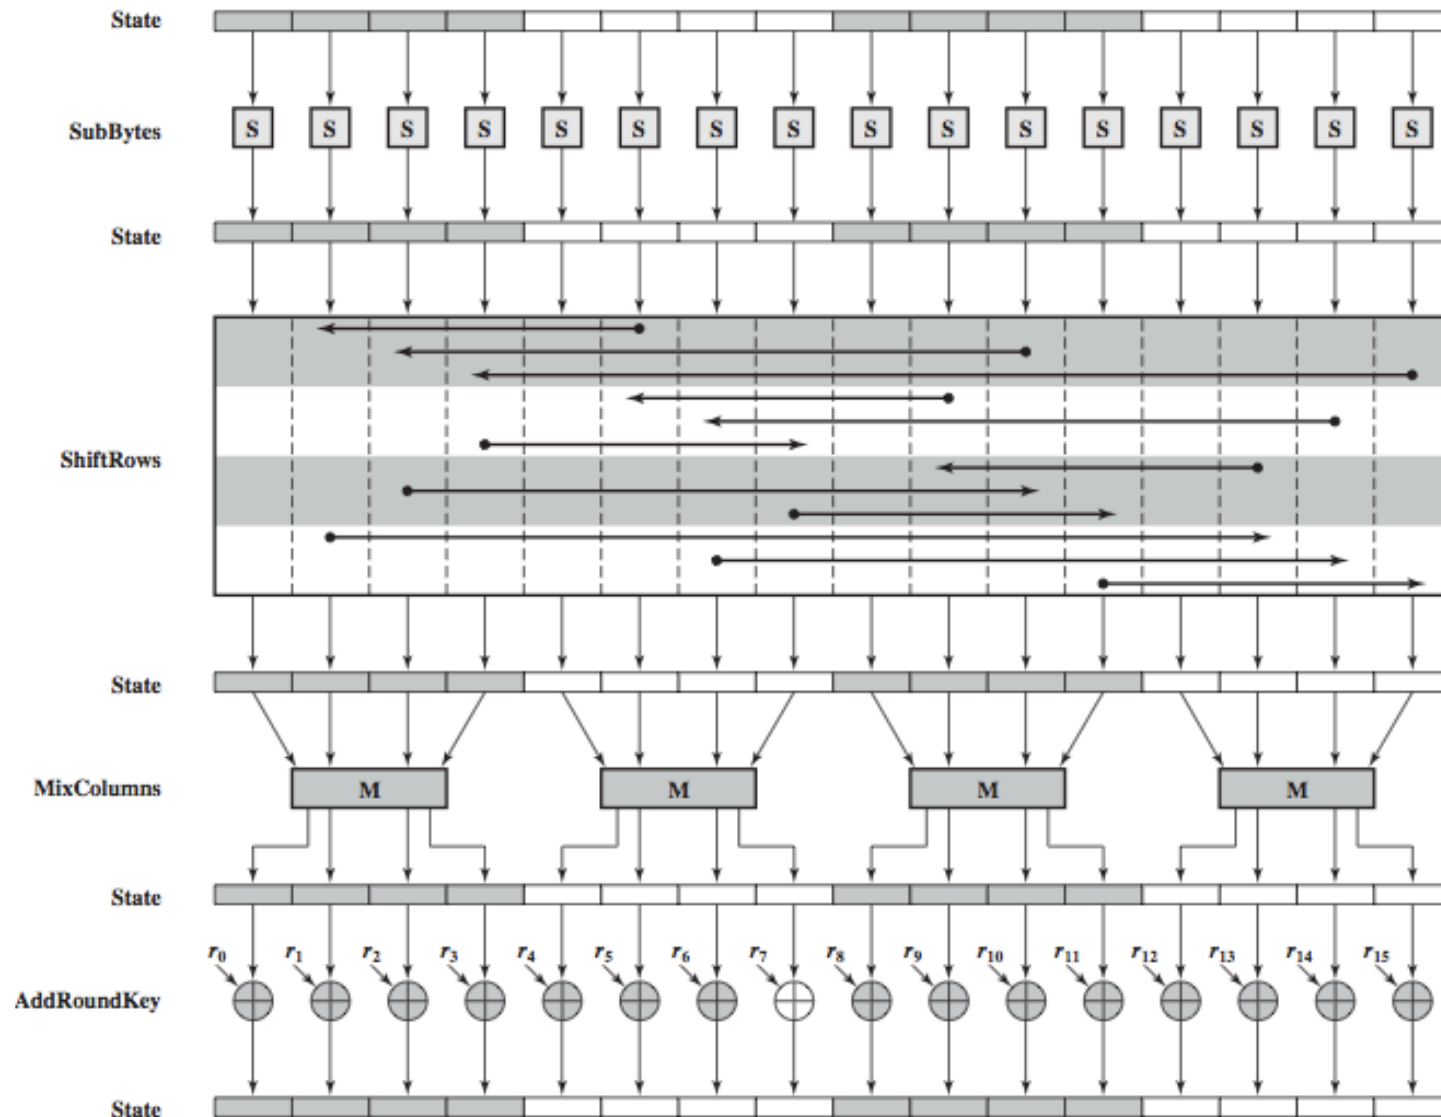 State
SubBytes S S S S S S S S S S S S S S S S
State
ShiftRows
State
MixColumns M M M M
State
r0 r1 r2 r3 r4 r5 r6 r7 r8 r9 r10 r11 r12 r13 r14 r15
AddRoundKey
State